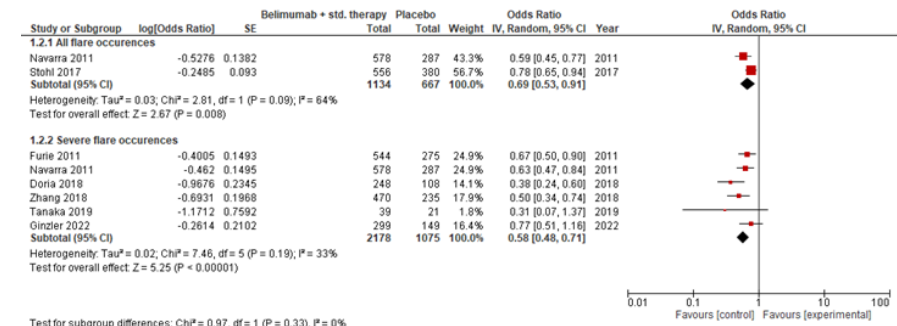 Belimumab + std. therapy Placebo Odds Ratio Odds Ratio
Study or Subgroup log[Odds Ratio] SE Total Total Weight IV, Random, 95% CI Year IV, Random, 95% CI
1.2.1 All flare occurences
Navarra 2011 -0.5276 0.1382 578 287 43.3% 0.59 [0.45, 0.77] 2011
Stohl 2017 -0.2485 0.093 556 380 56.7% 0.78 [0.65, 0.94] 2017
Subtotal (95% CI) 1134 667 100.0% 0.69 [0.53, 0.91]
Heterogeneity: Tau² = 0.03; Chi² = 2.81, df = 1 (P = 0.09); I² = 64%
Test for overall effect: Z = 2.67 (P = 0.008)
1.2.2 Severe flare occurences
Furie 2011 -0.4005 0.1493 544 275 24.9% 0.67 [0.50, 0.90] 2011
Navarra 2011 -0.462 0.1495 578 287 24.9% 0.63 [0.47, 0.84] 2011
Doria 2018 -0.9676 0.2345 248 108 14.1% 0.38 [0.24, 0.60] 2018
Zhang 2018 -0.6931 0.1968 470 235 17.9% 0.50 [0.34, 0.74] 2018
Tanaka 2019 -1.1712 0.7592 39 21 1.8% 0.31 [0.07, 1.37] 2019
Ginzler 2022 -0.2614 0.2102 299 149 16.4% 0.77 [0.51, 1.16] 2022
Subtotal (95% CI) 2178 1075 100.0% 0.58 [0.48, 0.71]
Heterogeneity: Tau² = 0.02; Chi² = 7.46, df = 5 (P = 0.19); I² = 33%
Test for overall effect: Z = 5.25 (P < 0.00001)
0.01 0.1 1 10 100
Favours [control] Favours [experimental]
Test for subgroup differences: Chi² = 0.97, df = 1 (P = 0.33), I² = 0%